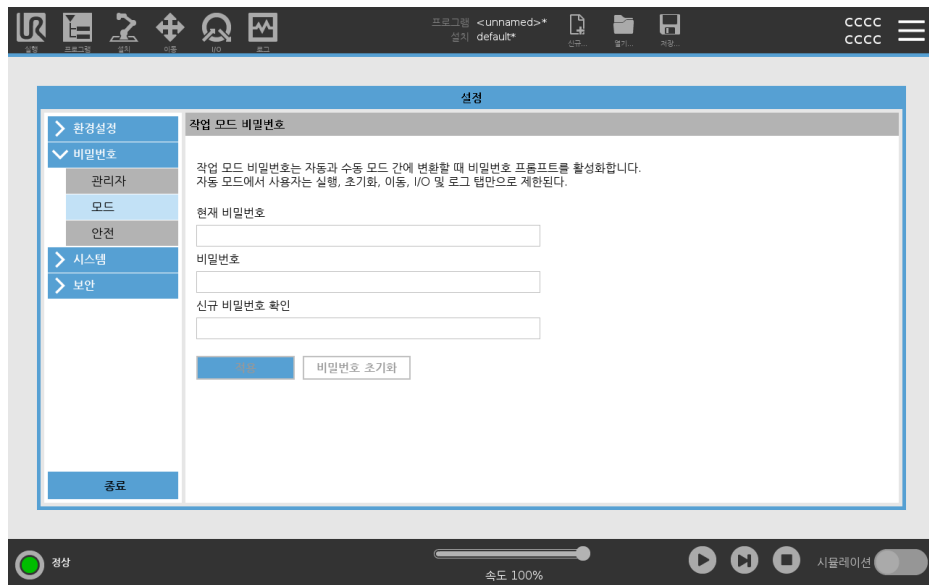 UR
프로그램 <unnamed>*
설치 default*
cccc
cccc
실행
프로그램
설치
이동
I/O
로그
신규...
열기...
저장...
설정
환경설정
비밀번호
관리자
모드
안전
시스템
보안
종료
작업 모드 비밀번호
작업 모드 비밀번호는 자동과 수동 모드 간에 변환할 때 비밀번호 프롬프트를 활성화합니다.
자동 모드에서 사용자는 실행, 초기화, 이동, I/O 및 로그 탭만으로 제한된다.
현재 비밀번호
비밀번호
신규 비밀번호 확인
적용
비밀번호 초기화
정상
속도 100%
시뮬레이션